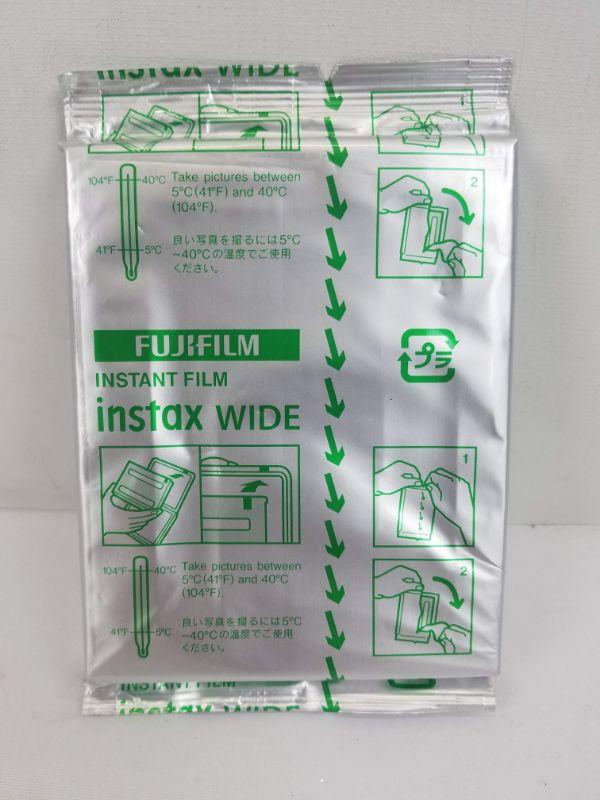 instax WIDE
1
104°F 40°C Take pictures between
5°C(41°F) and 40°C
(104°F).
2
41°F 5°C
良い写真を撮るには5°C
~40°Cの温度でご使用
ください。
FUJIFILM
プラ
INSTANT FILM
instax WIDE
1
104°F 40°C Take pictures between
5°C(41°F) and 40°C
(104°F).
2
41°F 5°C
良い写真を撮るには5°C
~40°Cの温度でご使用
ください。
INSTANT FILM
instax WIDE